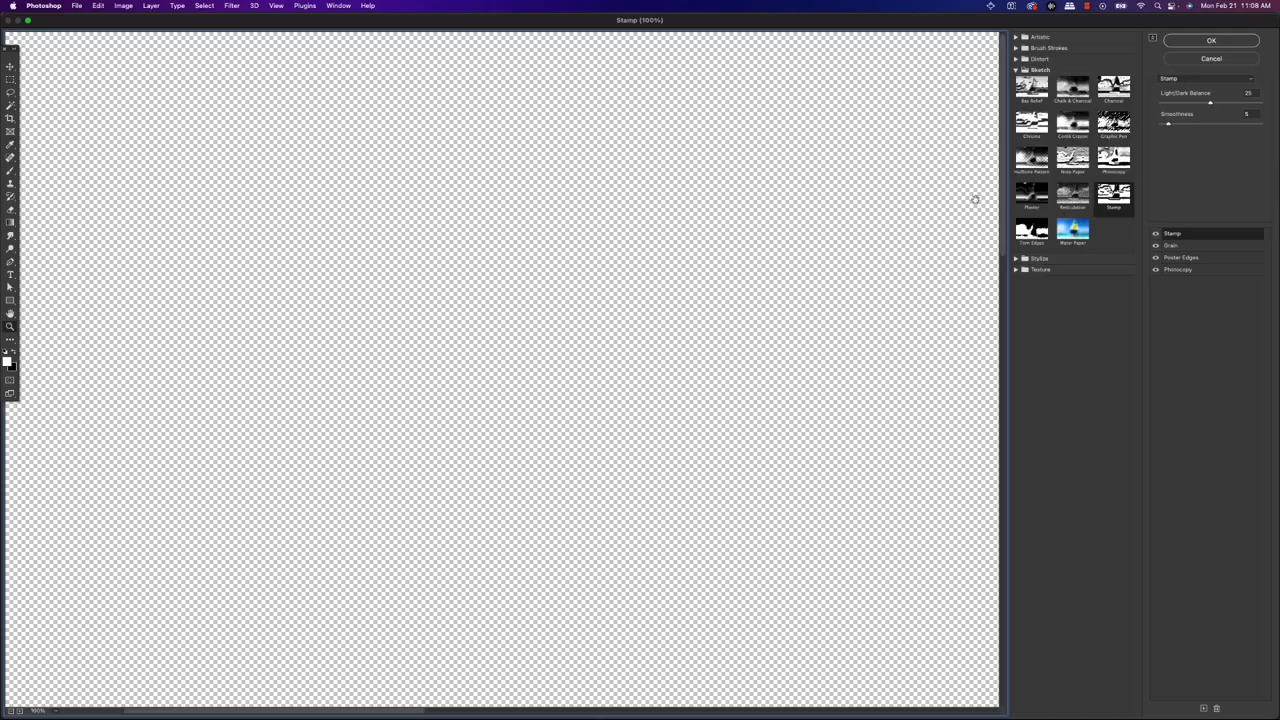 Photoshop File Edit Image Layer Type Select Filter 3D View Plugins Window Help Mon Feb 21 11:08 AM
Stamp (100%)
Artistic
Brush Strokes
Distort
Sketch
Bas Relief Chalk & Charcoal Charcoal
Chrome Conté Crayon Graphic Pen
Halftone Pattern Note Paper Photocopy
Plaster Reticulation Stamp
Torn Edges Water Paper
Stylize
Texture
OK
Cancel
Stamp
Light/Dark Balance 25
Smoothness 5
Stamp
Grain
Poster Edges
Photocopy
100%